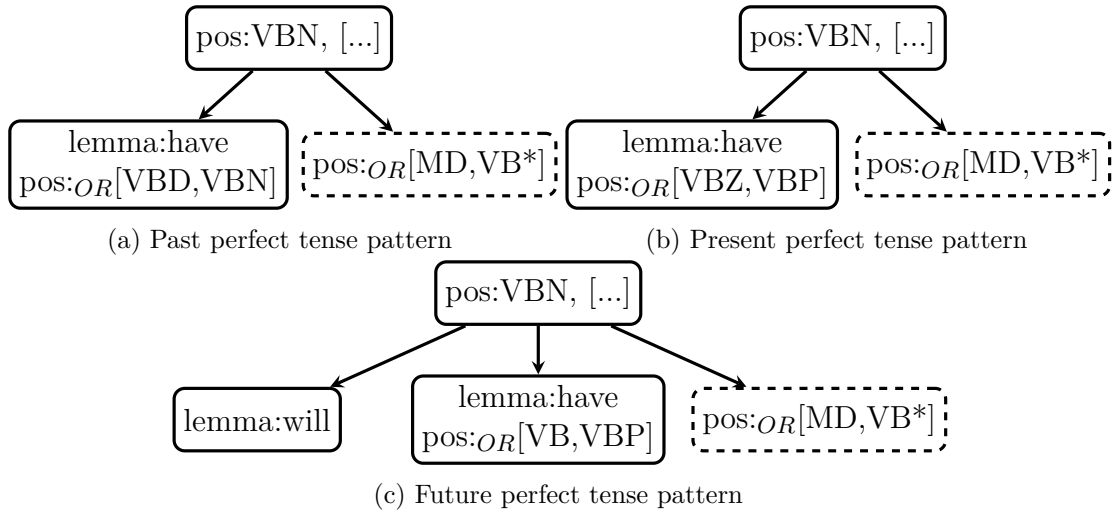 pos:VBN, [...]
pos:VBN, [...]
lemma:have
pos:OR[VBD,VBN]
pos:OR[MD,VB*]
lemma:have
pos:OR[VBZ,VBP]
pos:OR[MD,VB*]
(a) Past perfect tense pattern
(b) Present perfect tense pattern
pos:VBN, [...]
lemma:will
lemma:have
pos:OR[VB,VBP]
pos:OR[MD,VB*]
(c) Future perfect tense pattern